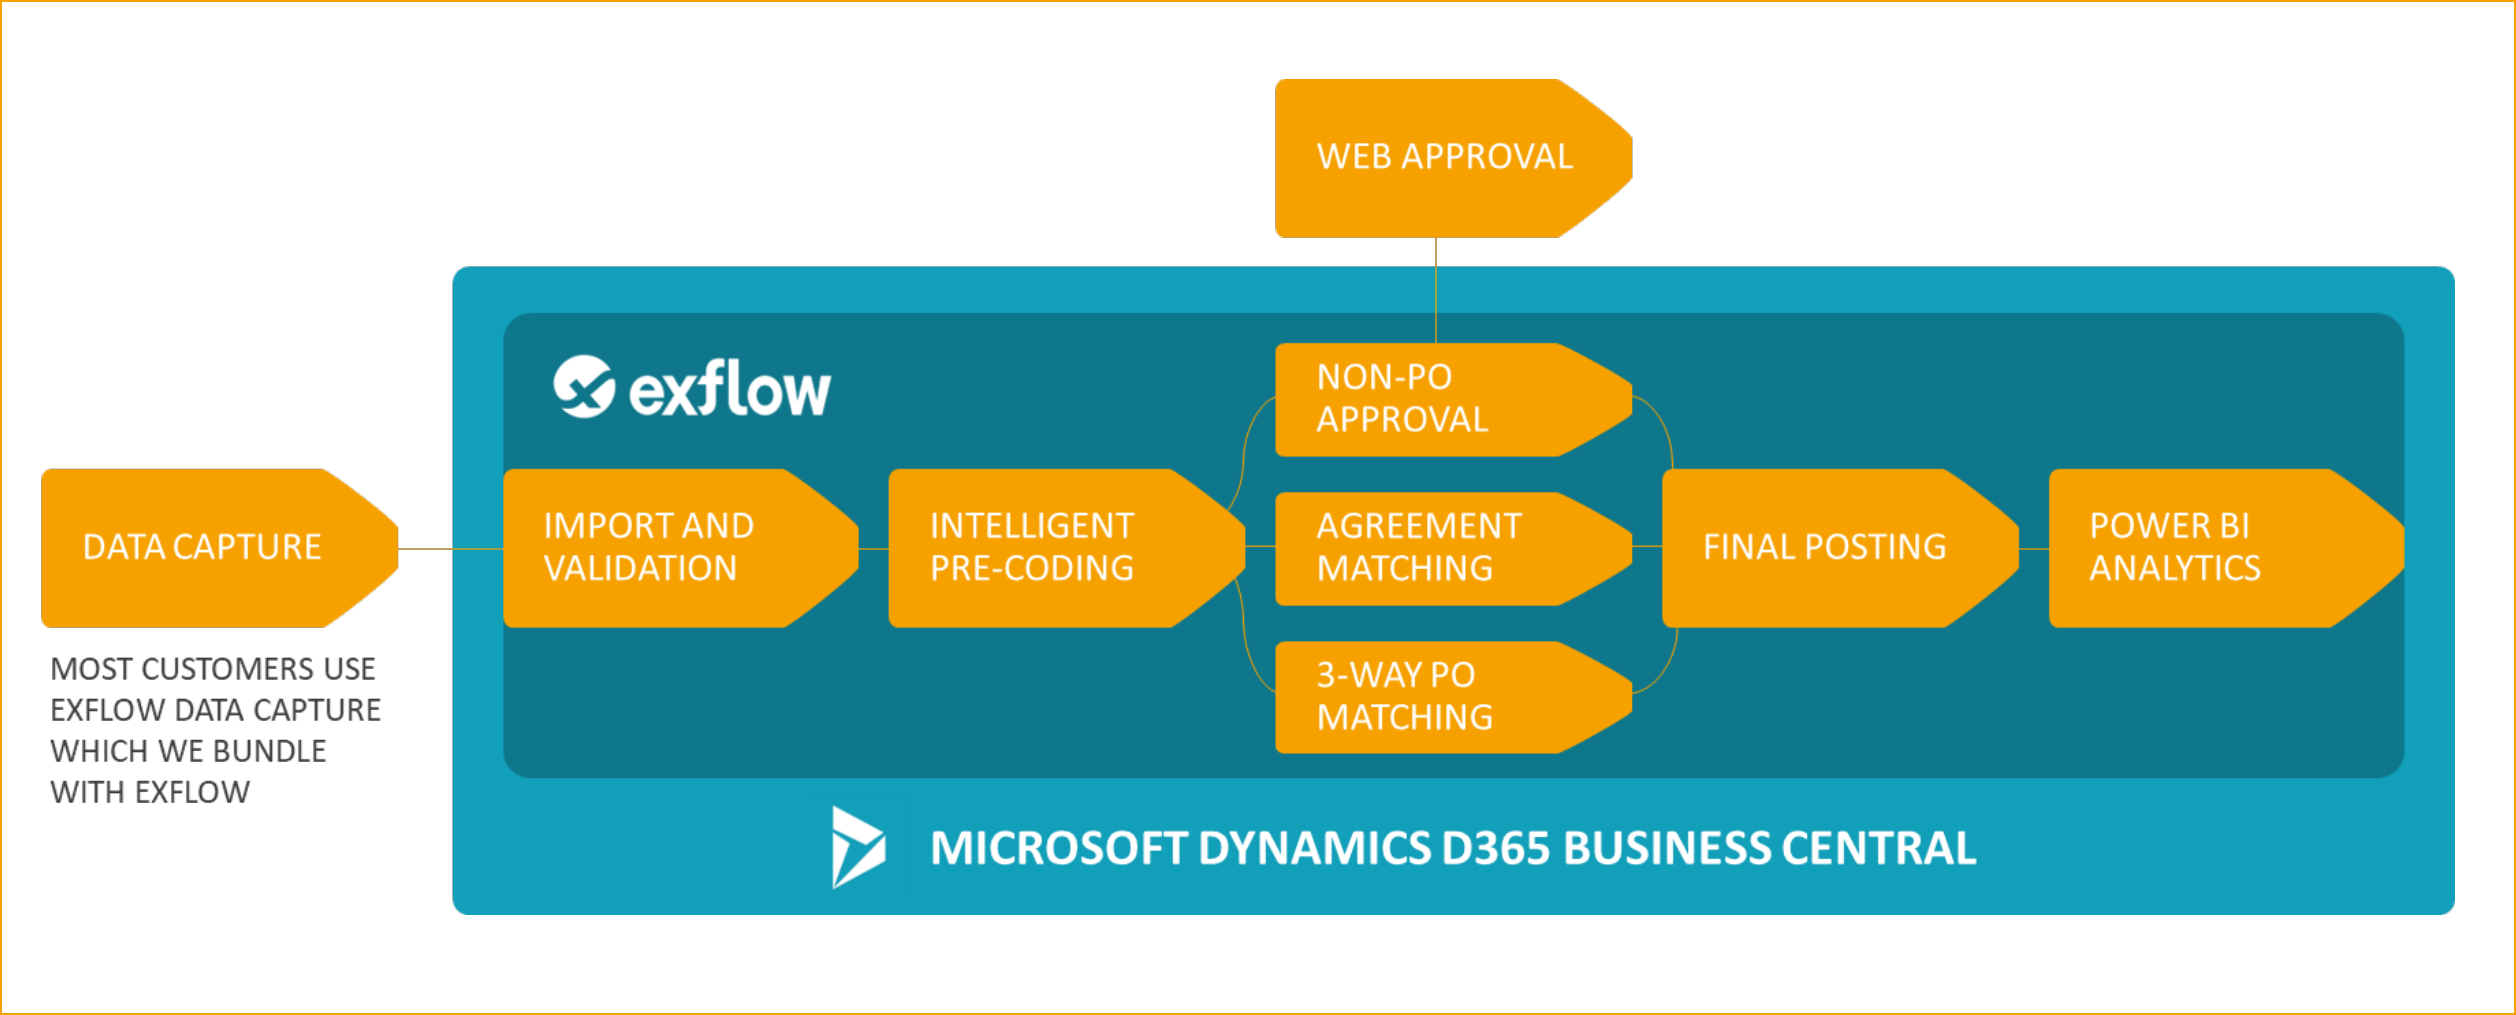 WEB APPROVAL
exflow
NON-PO
APPROVAL
DATA CAPTURE
IMPORT AND
VALIDATION
INTELLIGENT
PRE-CODING
AGREEMENT
MATCHING
FINAL POSTING
POWER BI
ANALYTICS
3-WAY PO
MATCHING
MOST CUSTOMERS USE
EXFLOW DATA CAPTURE
WHICH WE BUNDLE
WITH EXFLOW
MICROSOFT DYNAMICS D365 BUSINESS CENTRAL